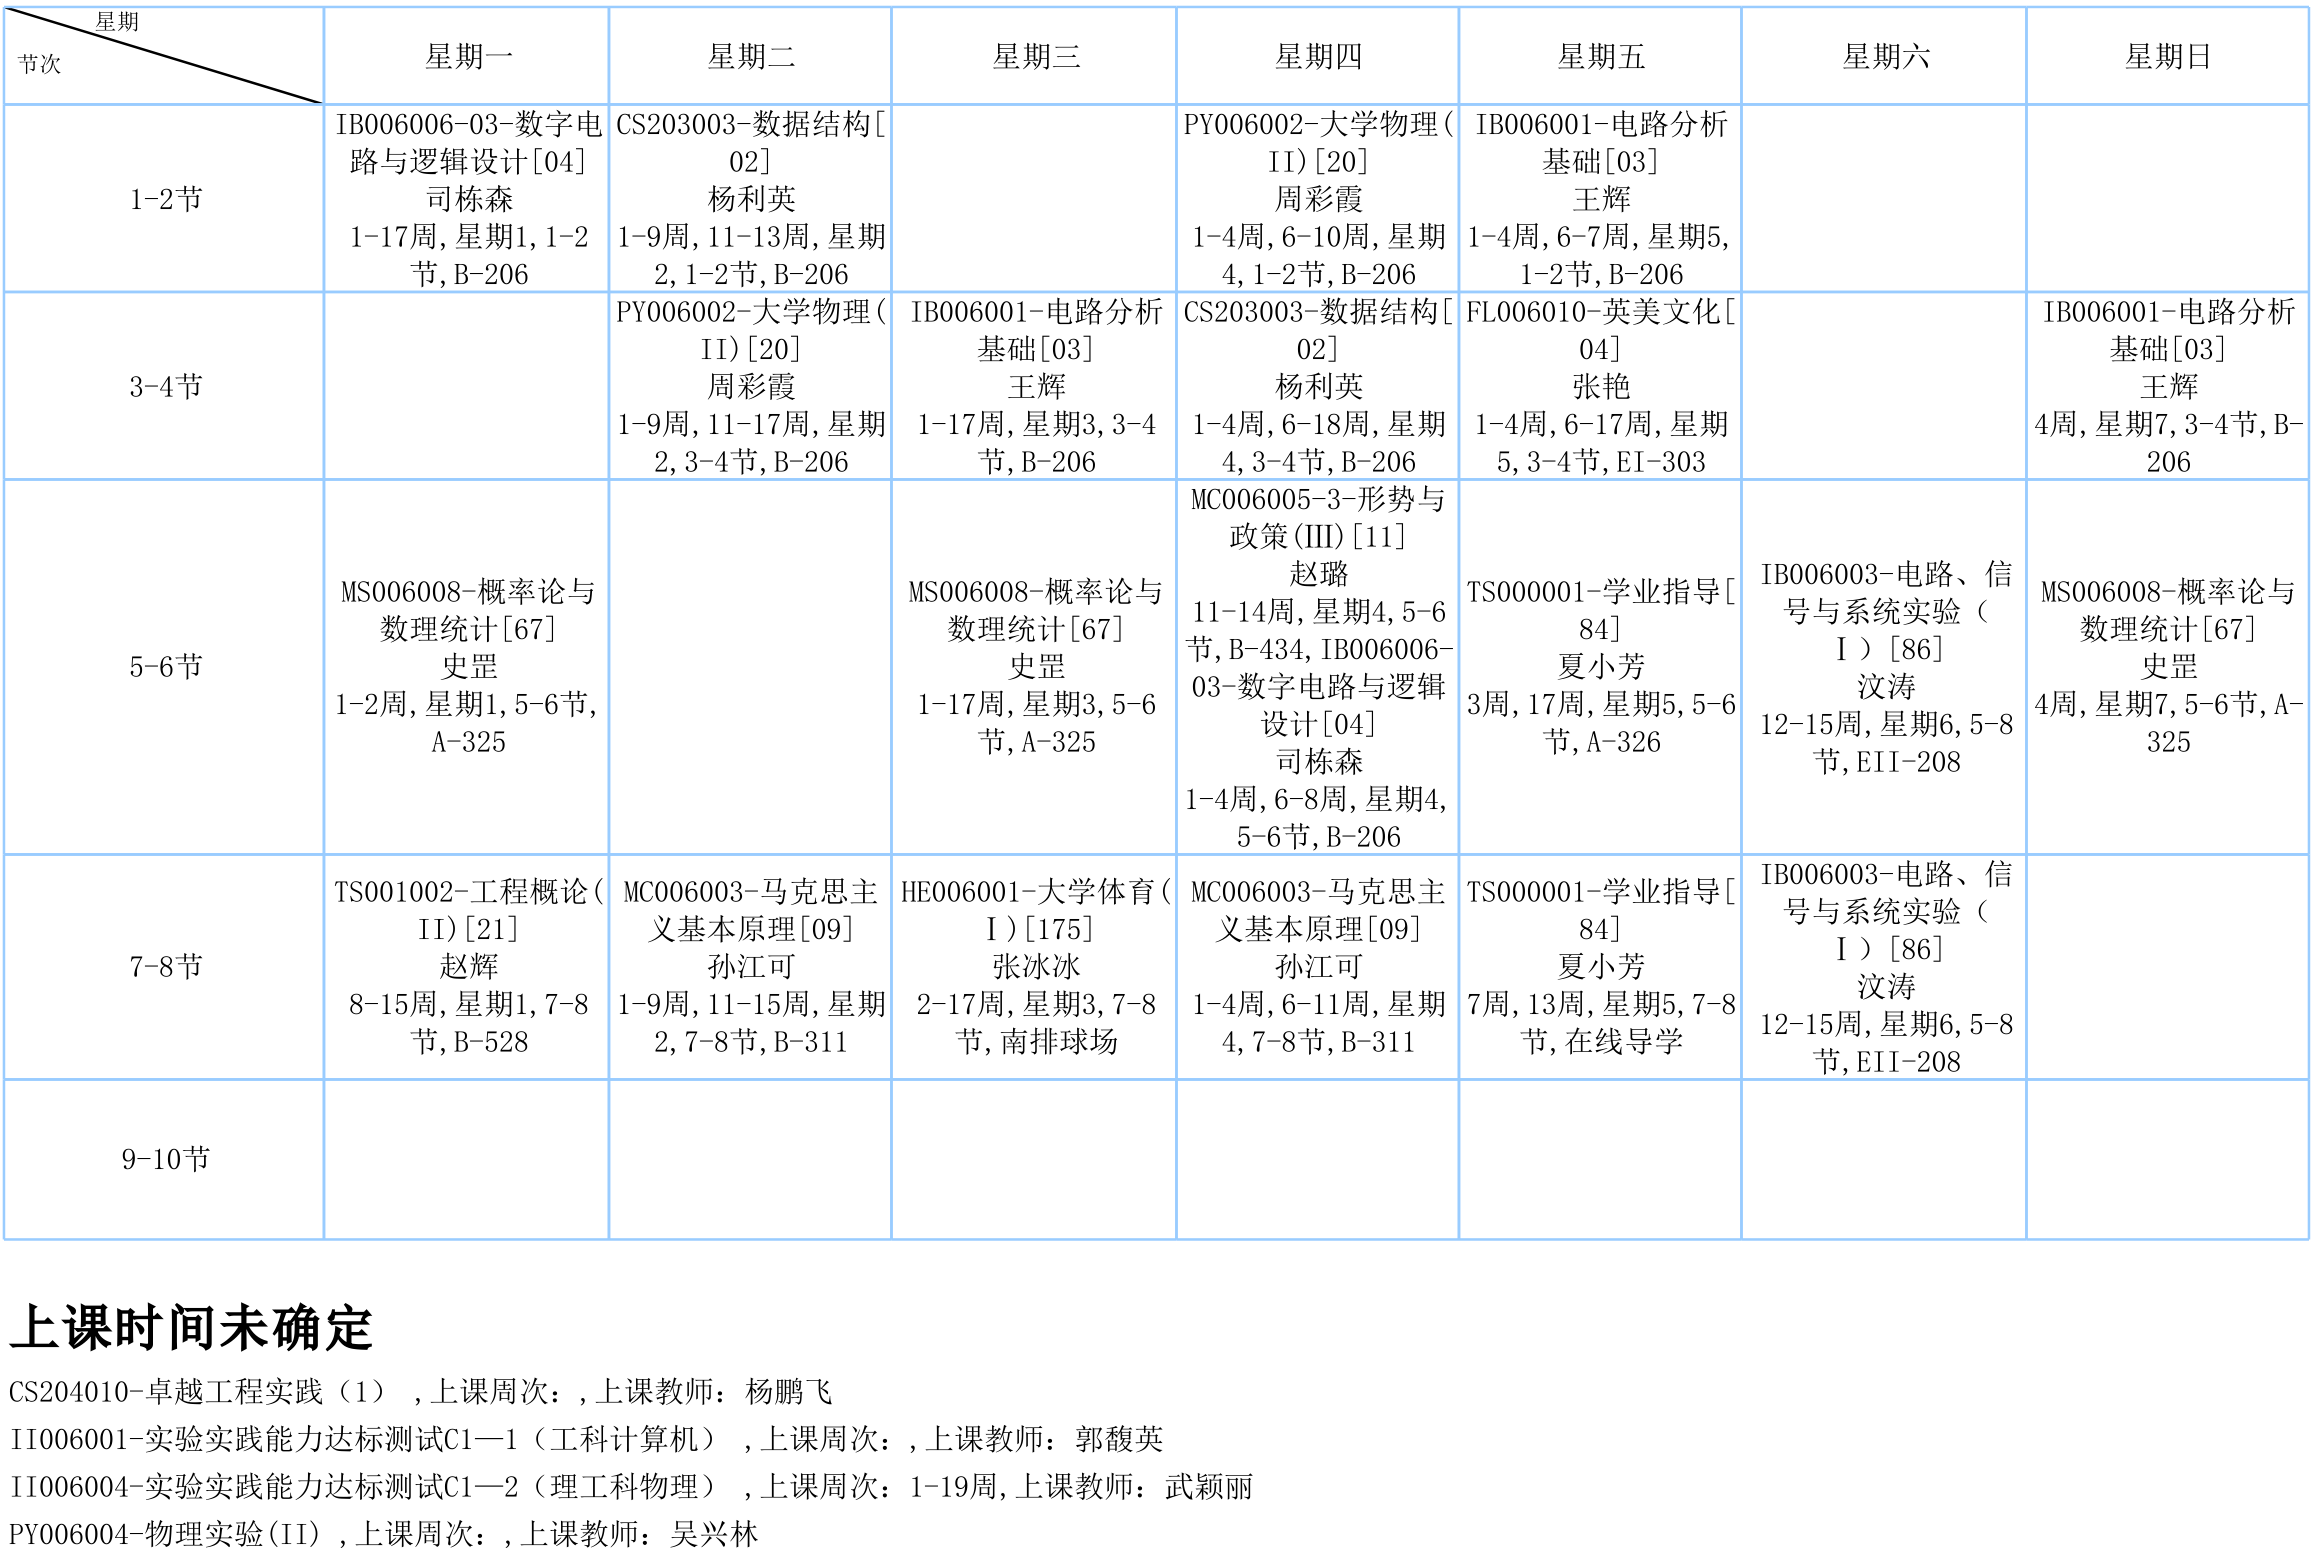 星期
节次
星期一
星期二
星期三
星期四
星期五
星期六
星期日
1-2节
IB006006-03-数字电
路与逻辑设计[04]
司栋森
1-17周,星期1,1-2
节,B-206
CS203003-数据结构[
02]
杨利英
1-9周,11-13周,星期
2,1-2节,B-206
PY006002-大学物理(
II)[20]
周彩霞
1-4周,6-10周,星期
4,1-2节,B-206
IB006001-电路分析
基础[03]
王辉
1-4周,6-7周,星期5,
1-2节,B-206
3-4节
PY006002-大学物理(
II)[20]
周彩霞
1-9周,11-17周,星期
2,3-4节,B-206
IB006001-电路分析
基础[03]
王辉
1-17周,星期3,3-4
节,B-206
CS203003-数据结构[
02]
杨利英
1-4周,6-18周,星期
4,3-4节,B-206
FL006010-英美文化[
04]
张艳
1-4周,6-17周,星期
5,3-4节,EI-303
IB006001-电路分析
基础[03]
王辉
4周,星期7,3-4节,B-
206
5-6节
MS006008-概率论与
数理统计[67]
史罡
1-2周,星期1,5-6节,
A-325
MS006008-概率论与
数理统计[67]
史罡
1-17周,星期3,5-6
节,A-325
MC006005-3-形势与
政策(Ⅲ)[11]
赵璐
11-14周,星期4,5-6
节,B-434,IB006006-
03-数字电路与逻辑
设计[04]
司栋森
1-4周,6-8周,星期4,
5-6节,B-206
TS000001-学业指导[
84]
夏小芳
3周,17周,星期5,5-6
节,A-326
IB006003-电路、信
号与系统实验（
Ⅰ）[86]
汶涛
12-15周,星期6,5-8
节,EII-208
MS006008-概率论与
数理统计[67]
史罡
4周,星期7,5-6节,A-
325
7-8节
TS001002-工程概论(
II)[21]
赵辉
8-15周,星期1,7-8
节,B-528
MC006003-马克思主
义基本原理[09]
孙江可
1-9周,11-15周,星期
2,7-8节,B-311
HE006001-大学体育(
Ⅰ)[175]
张冰冰
2-17周,星期3,7-8
节,南排球场
MC006003-马克思主
义基本原理[09]
孙江可
1-4周,6-11周,星期
4,7-8节,B-311
TS000001-学业指导[
84]
夏小芳
7周,13周,星期5,7-8
节,在线导学
IB006003-电路、信
号与系统实验（
Ⅰ）[86]
汶涛
12-15周,星期6,5-8
节,EII-208
9-10节
上课时间未确定
CS204010-卓越工程实践（1） ,上课周次：,上课教师：杨鹏飞
II006001-实验实践能力达标测试C1—1（工科计算机） ,上课周次：,上课教师：郭馥英
II006004-实验实践能力达标测试C1—2（理工科物理） ,上课周次：1-19周,上课教师：武颖丽
PY006004-物理实验(II) ,上课周次：,上课教师：吴兴林